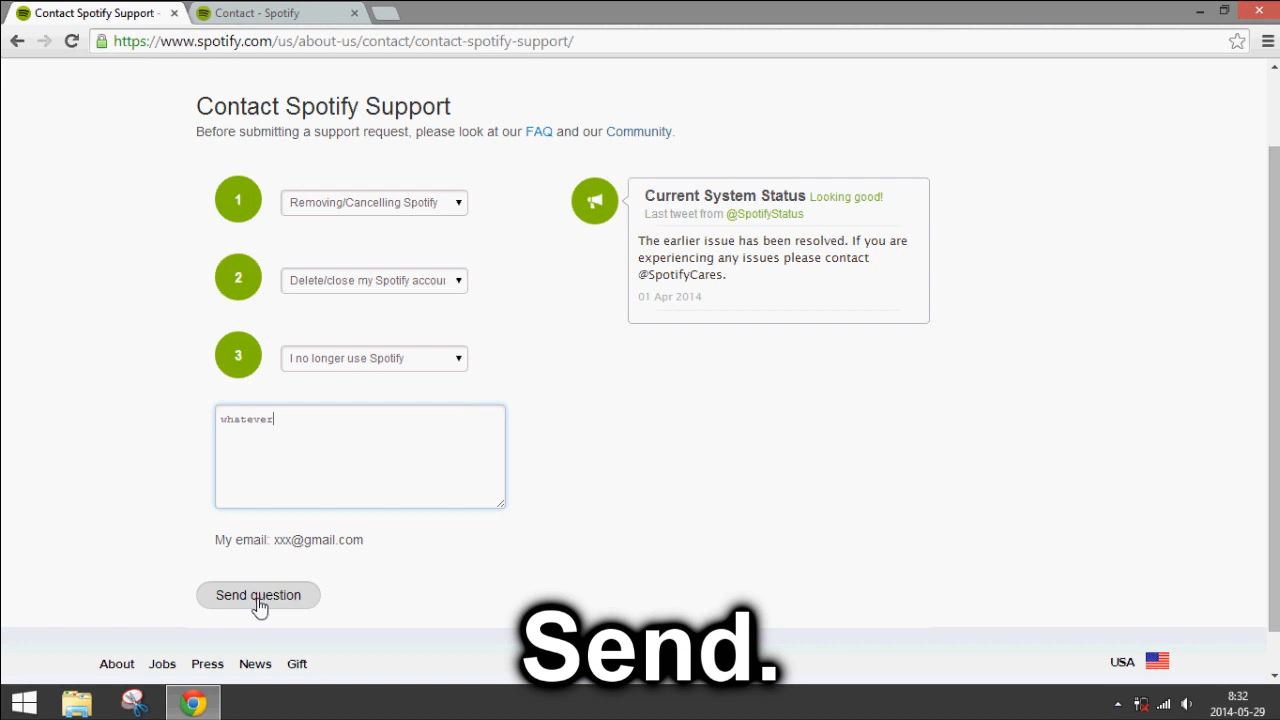 Contact Spotify Support -
Contact - Spotify
https://www.spotify.com/us/about-us/contact/contact-spotify-support/
Contact Spotify Support
Before submitting a support request, please look at our FAQ and our Community.
1
Removing/Cancelling Spotify
2
Delete/close my Spotify accou
3
I no longer use Spotify
whatever
My email: xxx@gmail.com
Send question
Current System Status Looking good!
Last tweet from @SpotifyStatus
The earlier issue has been resolved. If you are
experiencing any issues please contact
@SpotifyCares.
01 Apr 2014
Send.
About Jobs Press News Gift
USA
8:32
2014-05-29